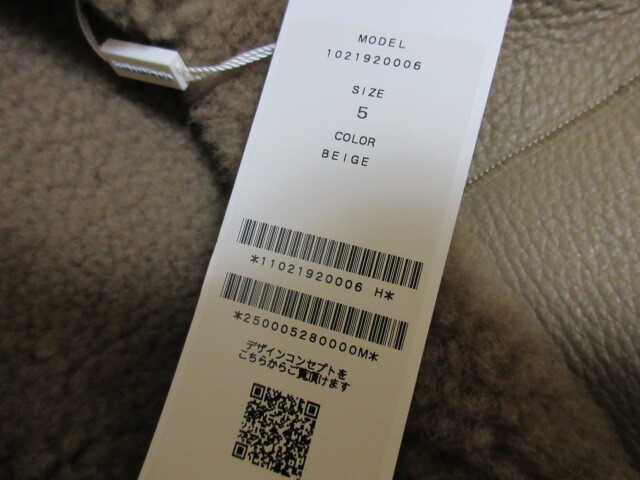 MODEL
1021920006
SIZE
5
COLOR
BEIGE
*11021920006 H*
*250005280000M*
デザインコンセプトを
こちらからご覧頂けます